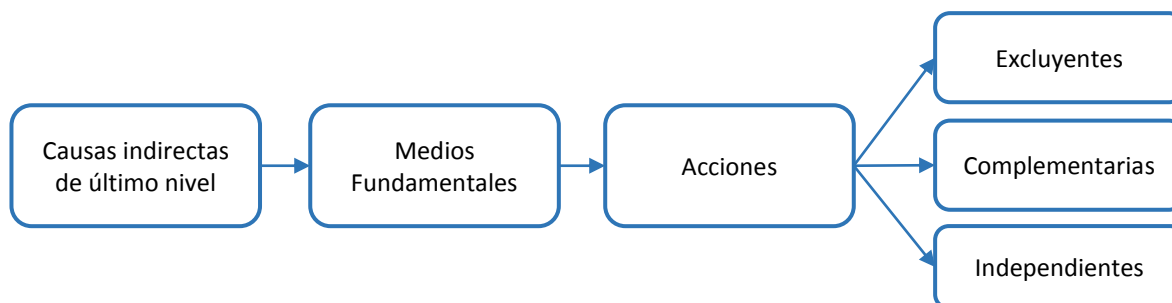 Causas indirectas
de último nivel
Medios
Fundamentales
Acciones
Excluyentes
Complementarias
Independientes